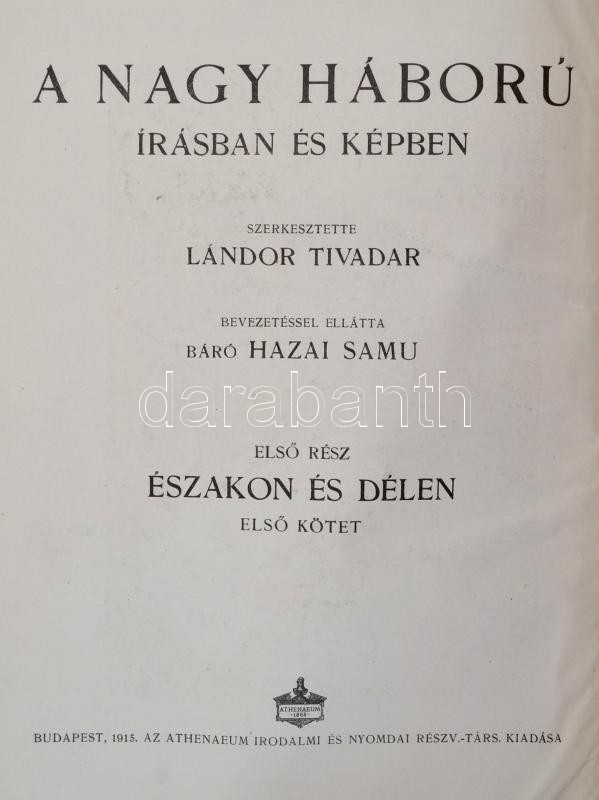 A NAGY HÁBORÚ
ÍRÁSBAN ÉS KÉPBEN
SZERKESZTETTE
LÁNDOR TIVADAR
BEVEZETÉSSEL ELLÁTTA
BÁRÓ HAZAI SAMU
darabanth
ELSŐ RÉSZ
ÉSZAKON ÉS DÉLEN
ELSŐ KÖTET
ATHENAEUM
·1868·
BUDAPEST, 1915. AZ ATHENAEUM IRODALMI ÉS NYOMDAI RÉSZV.-TÁRS. KIADÁSA